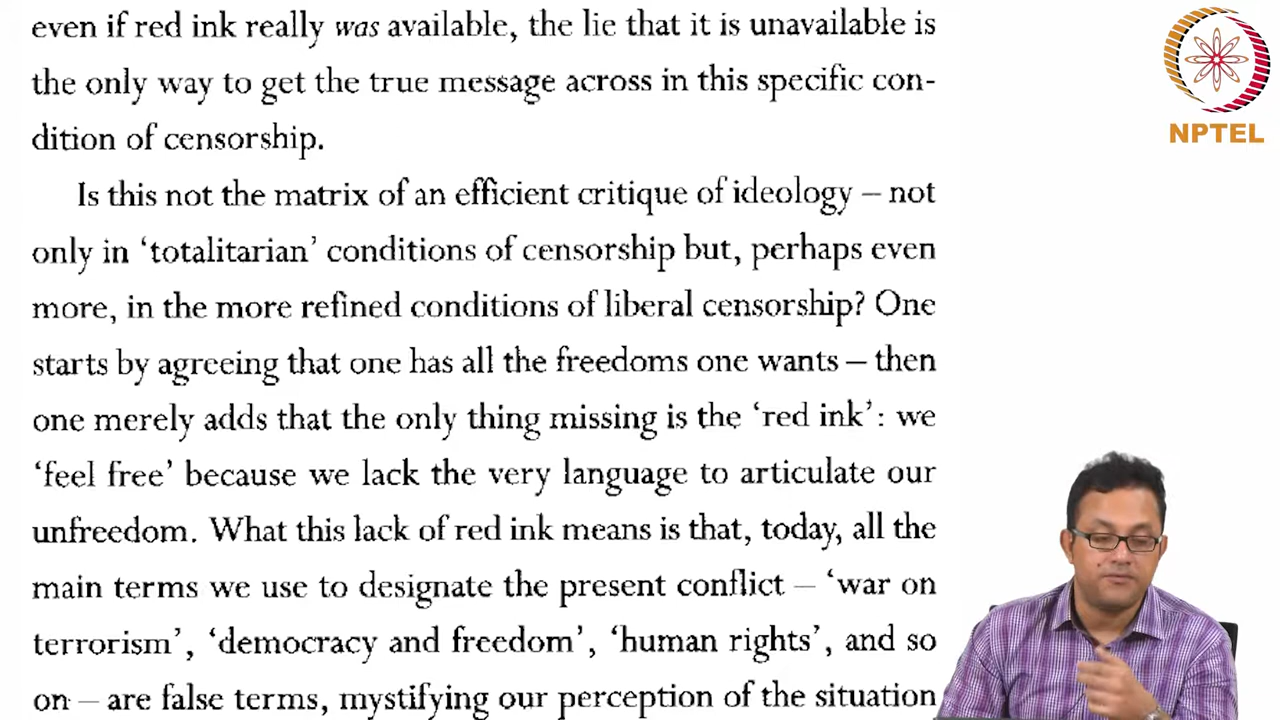 even if red ink really was available, the lie that it is unavailable is
the only way to get the true message across in this specific con-
dition of censorship.
Is this not the matrix of an efficient critique of ideology – not
only in ‘totalitarian’ conditions of censorship but, perhaps even
more, in the more refined conditions of liberal censorship? One
starts by agreeing that one has all the freedoms one wants – then
one merely adds that the only thing missing is the ‘red ink’: we
‘feel free’ because we lack the very language to articulate our
unfreedom. What this lack of red ink means is that, today, all the
main terms we use to designate the present conflict – ‘war on
terrorism’, ‘democracy and freedom’, ‘human rights’, and so
on – are false terms, mystifying our perception of the situation
NPTEL